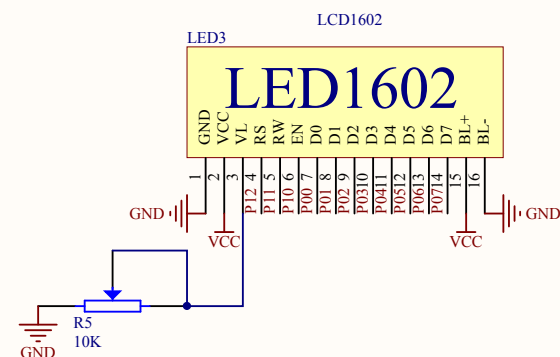 LCD1602
LED3
LED1602
GND VCC VL RS RW EN D0 D1 D2 D3 D4 D5 D6 D7 BL+ BL-
1 2 3 4 5 6 7 8 9 10 11 12 13 14 15 16
P12 P11 P10 P00 P01 P02 P03 P04 P05 P06 P07
GND
GND
VCC
VCC
R5
10K
GND